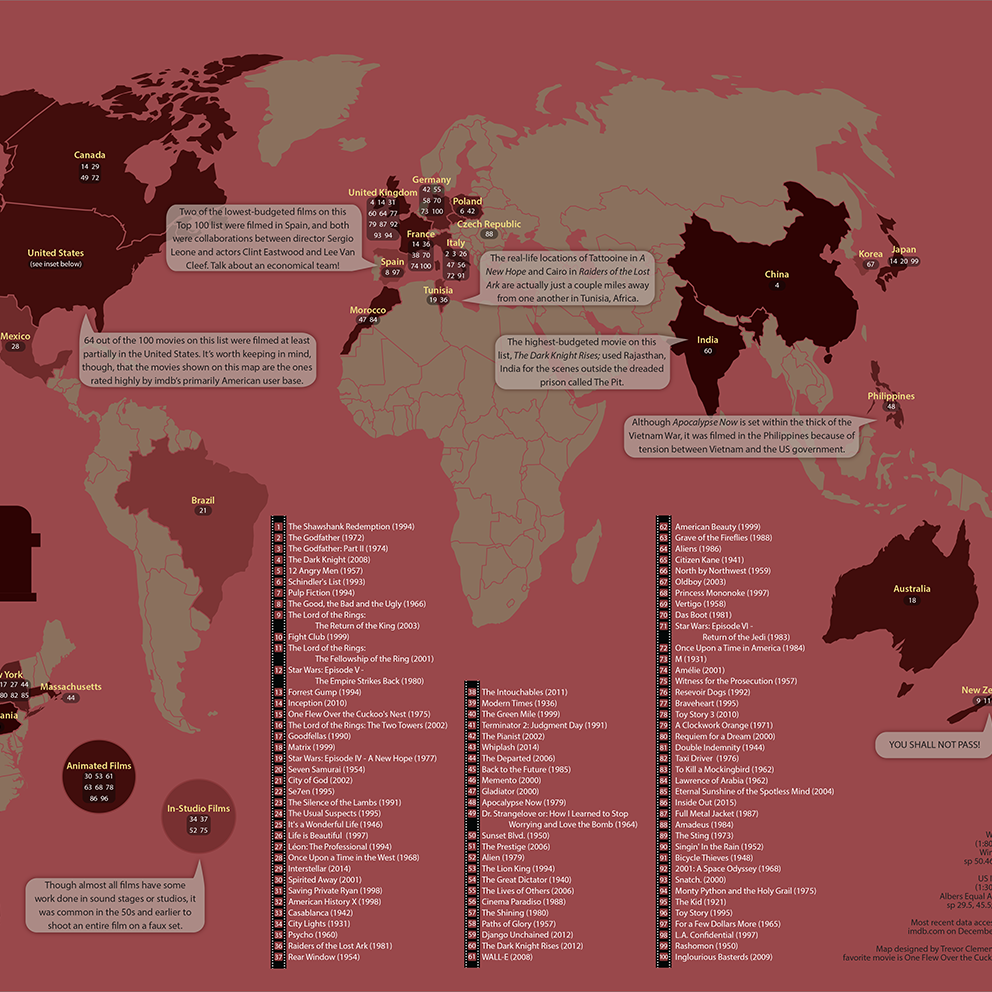 Canada
14 29
49 72
United States
(see inset below)
Mexico
28
64 out of the 100 movies on this list were filmed at least
partially in the United States. It's worth keeping in mind,
though, that the movies shown on this map are the ones
rated highly by imdb's primarily American user base.
Two of the lowest-budgeted films on this
Top 100 list were filmed in Spain, and both
were collaborations between director Sergio
Leone and actors Clint Eastwood and Lee Van
Cleef. Talk about an economical team!
United Kingdom
4 14 31
60 64 77
79 87 92
93 94
Germany
42 55
58 70
73 100
Poland
6 42
Czech Republic
88
France
14 36
38 70
74 100
Italy
2 3 26
47 56
72 91
Spain
8 97
Tunisia
19 36
Morocco
47 84
The real-life locations of Tattooine in A
New Hope and Cairo in Raiders of the Lost
Ark are actually just a couple miles away
from one another in Tunisia, Africa.
The highest-budgeted movie on this
list, The Dark Knight Rises; used Rajasthan,
India for the scenes outside the dreaded
prison called The Pit.
China
4
India
60
Korea
67
Japan
14 20 99
Philippines
48
Although Apocalypse Now is set within the thick of the
Vietnam War, it was filmed in the Philippines because of
tension between Vietnam and the US government.
Brazil
21
Australia
18
New Ze
9 11
YOU SHALL NOT PASS!
York
17 27 44
80 82 85
Massachusetts
44
ania
Animated Films
30 53 61
63 68 78
86 96
In-Studio Films
34 37
52 75
Though almost all films have some
work done in sound stages or studios, it
was common in the 50s and earlier to
shoot an entire film on a faux set.
1 The Shawshank Redemption (1994)
2 The Godfather (1972)
3 The Godfather: Part II (1974)
4 The Dark Knight (2008)
5 12 Angry Men (1957)
6 Schindler's List (1993)
7 Pulp Fiction (1994)
8 The Good, the Bad and the Ugly (1966)
9 The Lord of the Rings:
The Return of the King (2003)
10 Fight Club (1999)
11 The Lord of the Rings:
The Fellowship of the Ring (2001)
12 Star Wars: Episode V -
The Empire Strikes Back (1980)
13 Forrest Gump (1994)
14 Inception (2010)
15 One Flew Over the Cuckoo's Nest (1975)
16 The Lord of the Rings: The Two Towers (2002)
17 Goodfellas (1990)
18 Matrix (1999)
19 Star Wars: Episode IV - A New Hope (1977)
20 Seven Samurai (1954)
21 City of God (2002)
22 Se7en (1995)
23 The Silence of the Lambs (1991)
24 The Usual Suspects (1995)
25 It's a Wonderful Life (1946)
26 Life is Beautiful (1997)
27 Léon: The Professional (1994)
28 Once Upon a Time in the West (1968)
29 Interstellar (2014)
30 Spirited Away (2001)
31 Saving Private Ryan (1998)
32 American History X (1998)
33 Casablanca (1942)
34 City Lights (1931)
35 Psycho (1960)
36 Raiders of the Lost Ark (1981)
37 Rear Window (1954)
38 The Intouchables (2011)
39 Modern Times (1936)
40 The Green Mile (1999)
41 Terminator 2: Judgment Day (1991)
42 The Pianist (2002)
43 Whiplash (2014)
44 The Departed (2006)
45 Back to the Future (1985)
46 Memento (2000)
47 Gladiator (2000)
48 Apocalypse Now (1979)
49 Dr. Strangelove or: How I Learned to Stop
Worrying and Love the Bomb (1964)
50 Sunset Blvd. (1950)
51 The Prestige (2006)
52 Alien (1979)
53 The Lion King (1994)
54 The Great Dictator (1940)
55 The Lives of Others (2006)
56 Cinema Paradiso (1988)
57 The Shining (1980)
58 Paths of Glory (1957)
59 Django Unchained (2012)
60 The Dark Knight Rises (2012)
61 WALL-E (2008)
62 American Beauty (1999)
63 Grave of the Fireflies (1988)
64 Aliens (1986)
65 Citizen Kane (1941)
66 North by Northwest (1959)
67 Oldboy (2003)
68 Princess Mononoke (1997)
69 Vertigo (1958)
70 Das Boot (1981)
71 Star Wars: Episode VI -
Return of the Jedi (1983)
72 Once Upon a Time in America (1984)
73 M (1931)
74 Amélie (2001)
75 Witness for the Prosecution (1957)
76 Resevoir Dogs (1992)
77 Braveheart (1995)
78 Toy Story 3 (2010)
79 A Clockwork Orange (1971)
80 Requiem for a Dream (2000)
81 Double Indemnity (1944)
82 Taxi Driver (1976)
83 To Kill a Mockingbird (1962)
84 Lawrence of Arabia (1962)
85 Eternal Sunshine of the Spotless Mind (2004)
86 Inside Out (2015)
87 Full Metal Jacket (1987)
88 Amadeus (1984)
89 The Sting (1973)
90 Singin' In the Rain (1952)
91 Bicycle Thieves (1948)
92 2001: A Space Odyssey (1968)
93 Snatch. (2000)
94 Monty Python and the Holy Grail (1975)
95 The Kid (1921)
96 Toy Story (1995)
97 For a Few Dollars More (1965)
98 L.A. Confidential (1997)
99 Rashomon (1950)
100 Inglourious Basterds (2009)
W
(1:80
Win
sp 50.46
US I
(1:30
Albers Equal A
sp 29.5, 45.5,
Most recent data acces
imdb.com on Decembe
Map designed by Trevor Clemen
favorite movie is One Flew Over the Cuck